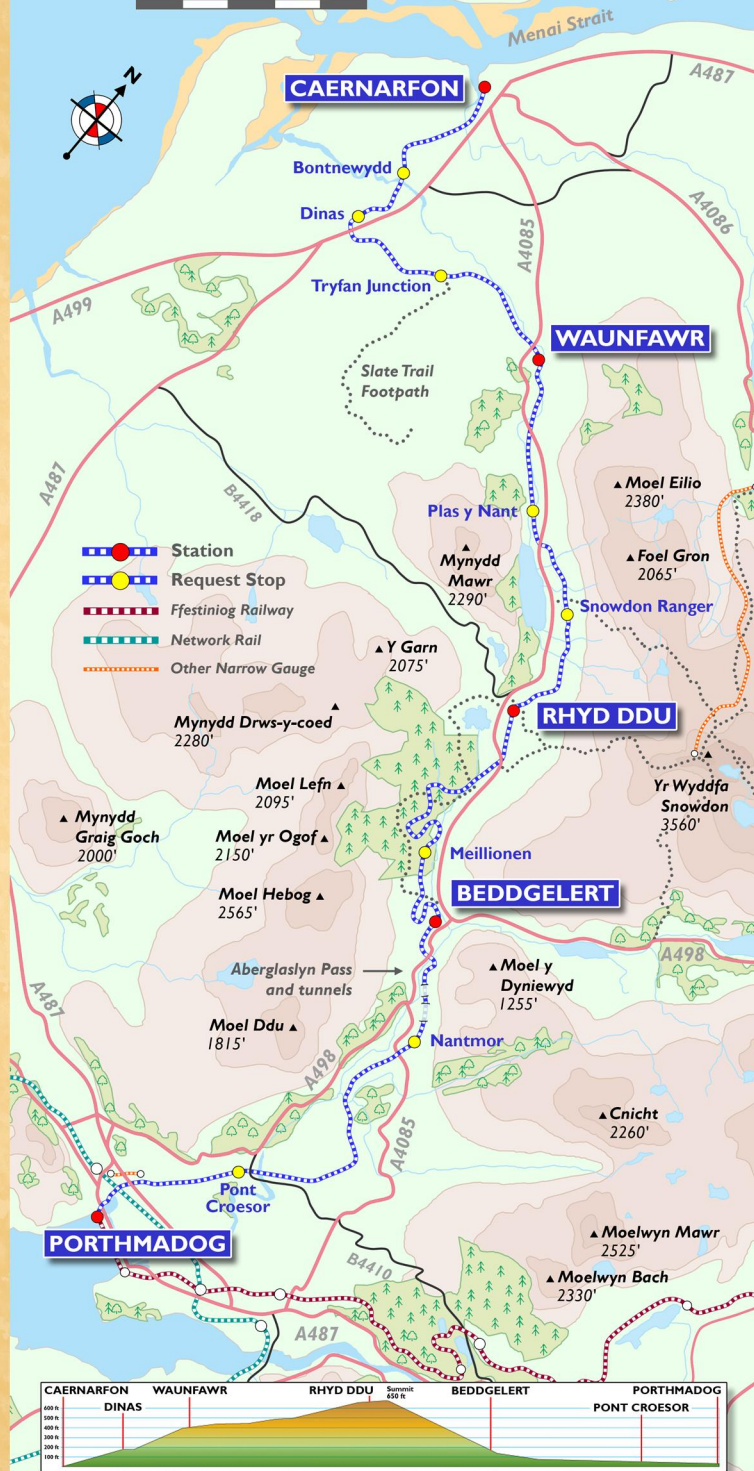 Menai Strait
N
CAERNARFON
A487
Bontnewydd
Dinas
A4085
A4086
Tryfan Junction
A499
WAUNFAWR
Slate Trail
Footpath
A487
B4418
Moel Eilio
2380'
Plas y Nant
Mynydd
Mawr
2290'
Foel Gron
2065'
Station
Request Stop
Ffestiniog Railway
Network Rail
Other Narrow Gauge
Snowdon Ranger
Y Garn
2075'
Mynydd Drws-y-coed
2280'
RHYD DDU
Moel Lefn
2095'
Yr Wyddfa
Snowdon
3560'
Mynydd
Graig Goch
2000'
Moel yr Ogof
2150'
Meillionen
Moel Hebog
2565'
BEDDGELERT
A498
Aberglaslyn Pass
and tunnels
Moel y
Dyniewyd
1255'
A487
Moel Ddu
1815'
Nantmor
A498
Cnicht
2260'
A4085
Pont
Croesor
PORTHMADOG
Moelwyn Mawr
2525'
B4410
Moelwyn Bach
2330'
A487
CAERNARFON
WAUNFAWR
RHYD DDU
Summit
650 ft
BEDDGELERT
PORTHMADOG
DINAS
PONT CROESOR
600 ft
500 ft
400 ft
300 ft
200 ft
100 ft